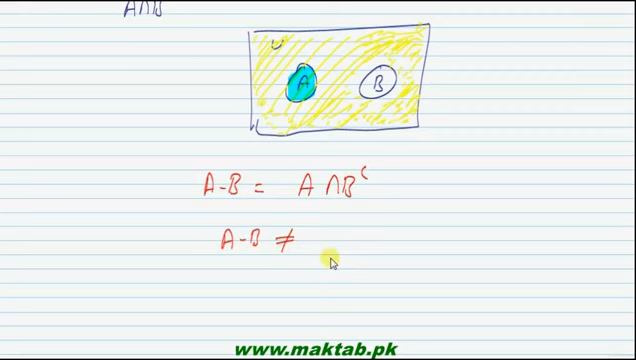 A∩B
U
A B
A-B = A ∩B^c
A-B ≠
www.maktab.pk